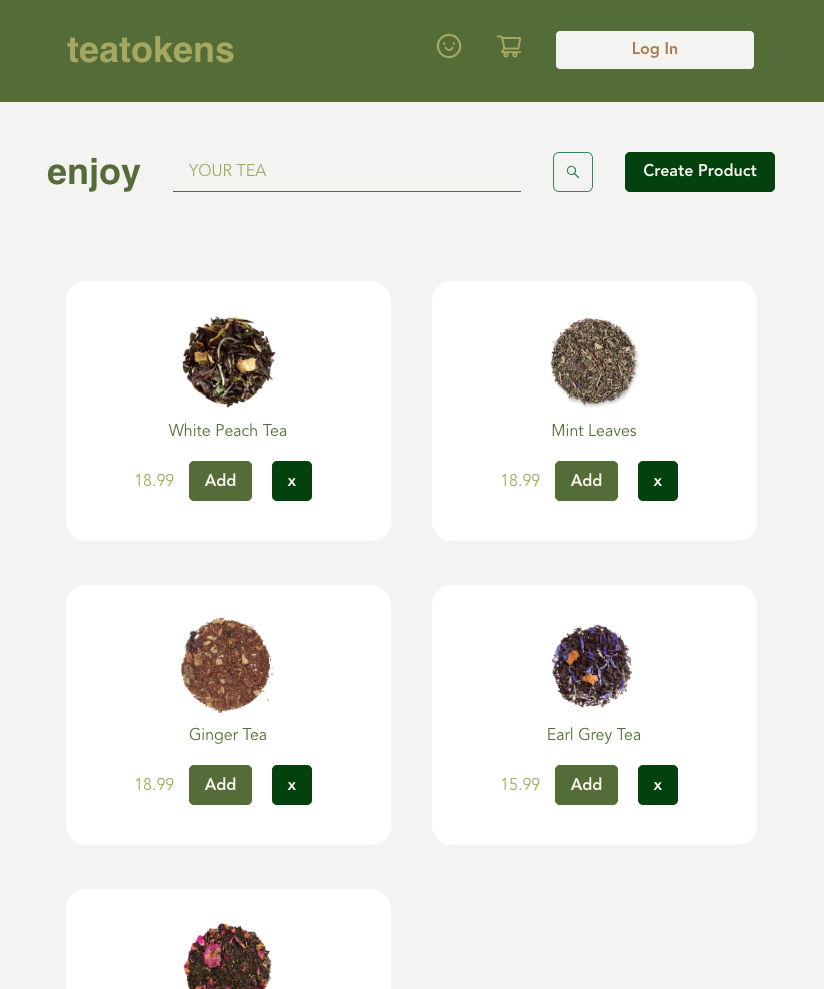 teatokens
Log In
enjoy
YOUR TEA
Create Product
White Peach Tea
18.99 Add x
Mint Leaves
18.99 Add x
Ginger Tea
18.99 Add x
Earl Grey Tea
15.99 Add x